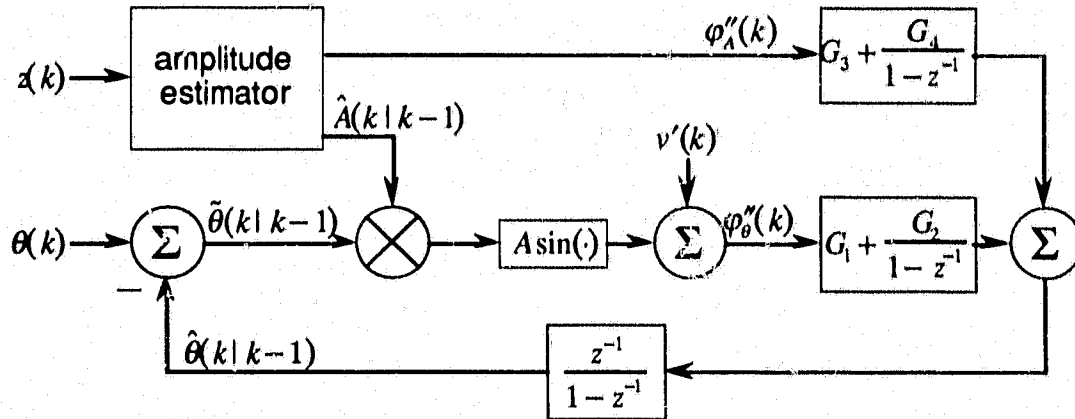 z(k)
amplitude
estimator
φ″_A(k)
G_3 + G_4 / (1 − z^{-1})
Â(k | k−1)
v′(k)
θ(k)
Σ
θ̃(k | k−1)
A sin(·)
Σ
φ″_θ(k)
G_1 + G_2 / (1 − z^{-1})
Σ
−
θ̂(k | k−1)
z^{-1} / (1 − z^{-1})